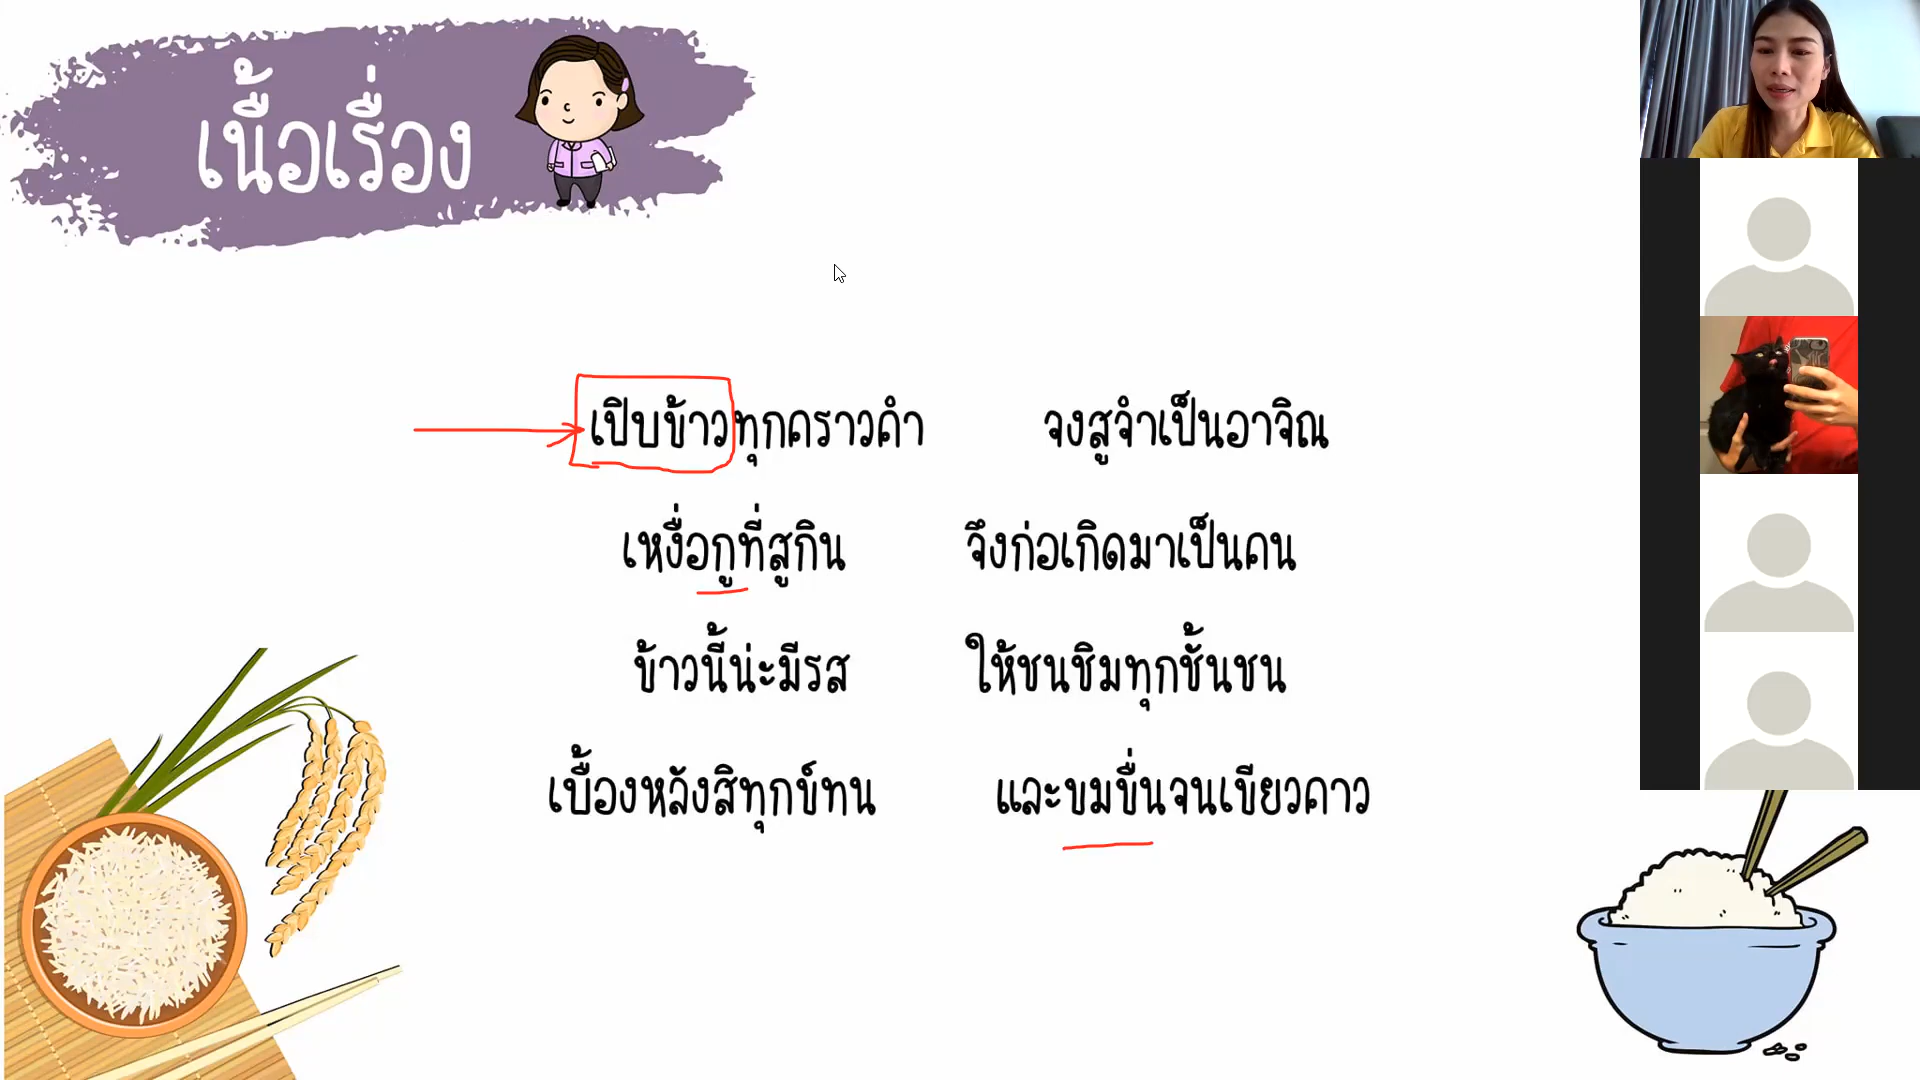 เนื้อเรื่อง
เปิบข้าวทุกคราวคำ จงสูจำเป็นอาจิณ
เหงื่อกูที่สูกิน จึงก่อเกิดมาเป็นคน
ข้าวนี้น่ะมีรส ให้ชนชิมทุกชั้นชน
เบื้องหลังสิทุกข์ทน และขมขื่นจนเขียวคาว